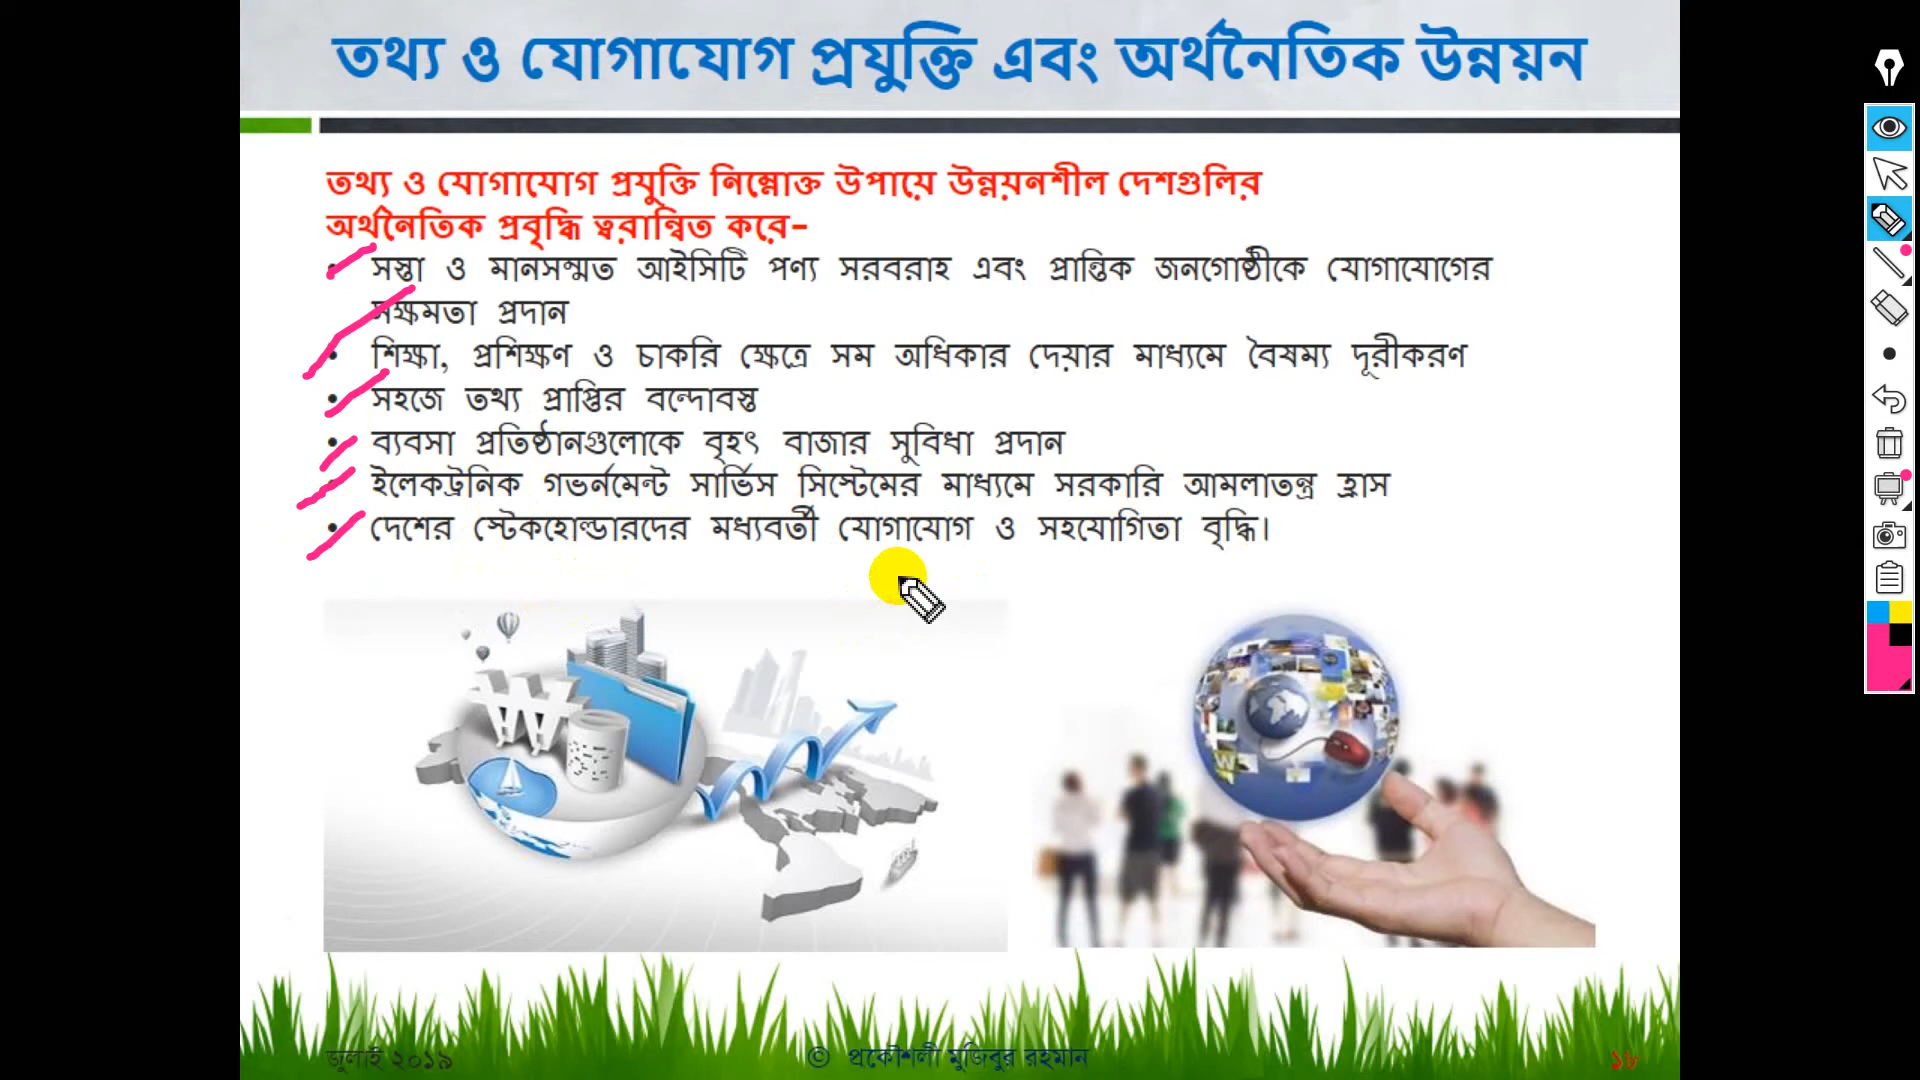 তথ্য ও যোগাযোগ প্রযুক্তি এবং অর্থনৈতিক উন্নয়ন
তথ্য ও যোগাযোগ প্রযুক্তি নিম্নোক্ত উপায়ে উন্নয়নশীল দেশগুলির
অর্থনৈতিক প্রবৃদ্ধি ত্বরান্বিত করে-
• সস্তা ও মানসম্মত আইসিটি পণ্য সরবরাহ এবং প্রান্তিক জনগোষ্ঠীকে যোগাযোগের
সক্ষমতা প্রদান
• শিক্ষা, প্রশিক্ষণ ও চাকরি ক্ষেত্রে সম অধিকার দেয়ার মাধ্যমে বৈষম্য দূরীকরণ
• সহজে তথ্য প্রাপ্তির বন্দোবস্ত
• ব্যবসা প্রতিষ্ঠানগুলোকে বৃহৎ বাজার সুবিধা প্রদান
• ইলেকট্রনিক গভর্নমেন্ট সার্ভিস সিস্টেমের মাধ্যমে সরকারি আমলাতন্ত্র হ্রাস
• দেশের স্টেকহোল্ডারদের মধ্যবর্তী যোগাযোগ ও সহযোগিতা বৃদ্ধি।
জুলাই ২০১৯
© প্রকৌশলী মুজিবুর রহমান
১৮